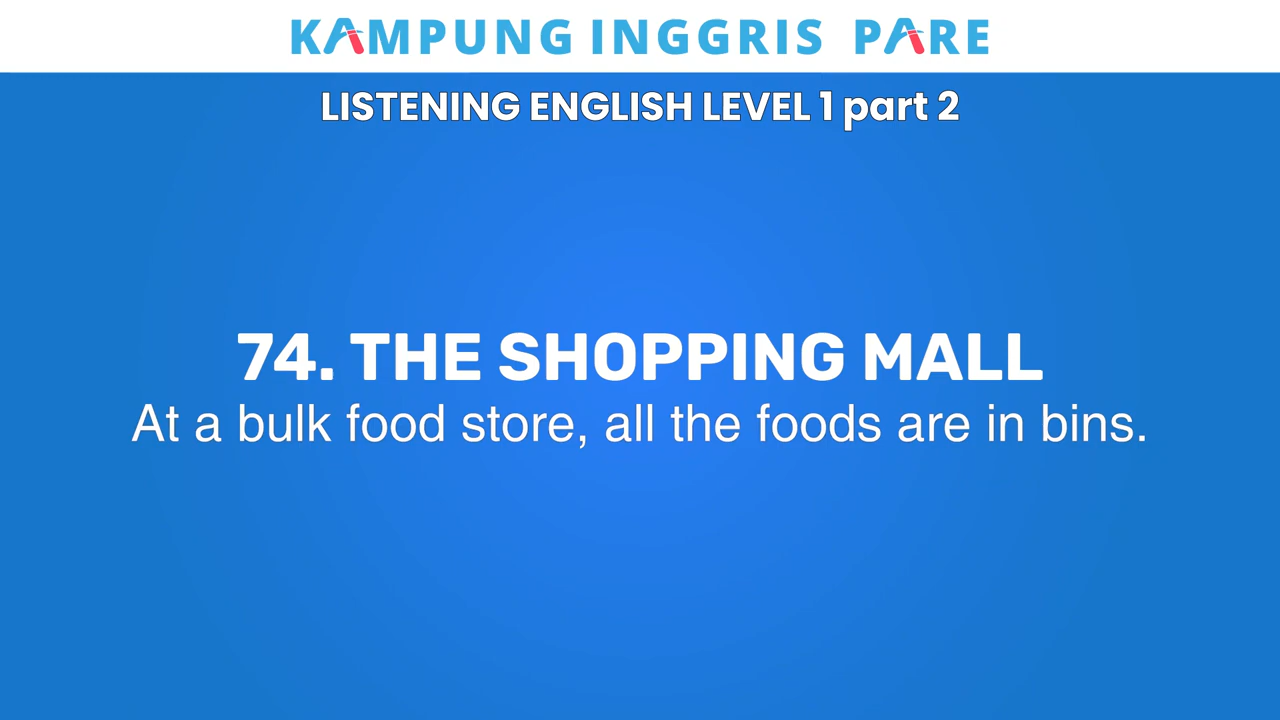 KAMPUNG INGGRIS PARE
LISTENING ENGLISH LEVEL 1 part 2
74. THE SHOPPING MALL
At a bulk food store, all the foods are in bins.